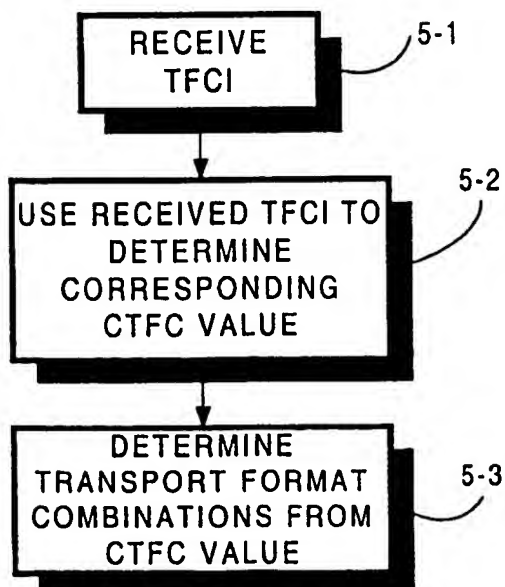 RECEIVE
TFCI
5-1
USE RECEIVED TFCI TO
DETERMINE
CORRESPONDING
CTFC VALUE
5-2
DETERMINE
TRANSPORT FORMAT
COMBINATIONS FROM
CTFC VALUE
5-3